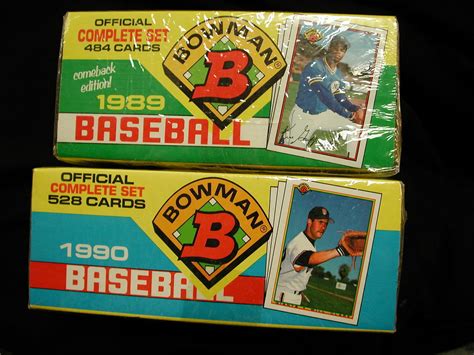 OFFICIAL
COMPLETE SET
484 CARDS
comeback
edition!
1989
BASEBALL
BOWMAN
B
OFFICIAL
COMPLETE SET
528 CARDS
1990
BASEBALL
BOWMAN
B